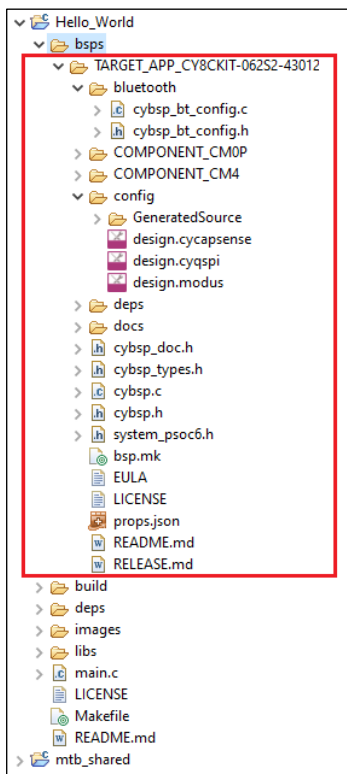 Hello_World
bsps
TARGET_APP_CY8CKIT-062S2-43012
bluetooth
cybsp_bt_config.c
cybsp_bt_config.h
COMPONENT_CM0P
COMPONENT_CM4
config
GeneratedSource
design.cycapsense
design.cyqspi
design.modus
deps
docs
cybsp_doc.h
cybsp_types.h
cybsp.c
cybsp.h
system_psoc6.h
bsp.mk
EULA
LICENSE
props.json
README.md
RELEASE.md
build
deps
images
libs
main.c
LICENSE
Makefile
README.md
mtb_shared